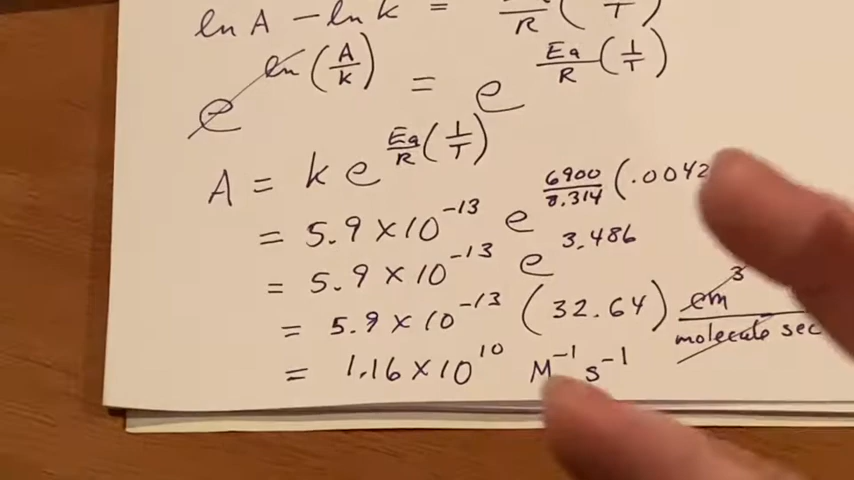 ln A - ln k = / R ( T )
e^ln(A/k) = e^Ea/R (1/T)
A = k e^Ea/R (1/T)
= 5.9 × 10^-13 e^6900/8.314 (.0042
= 5.9 × 10^-13 e^3.486
= 5.9 × 10^-13 (32.64) cm^3/molecule sec
= 1.16 × 10^10 M^-1 s^-1